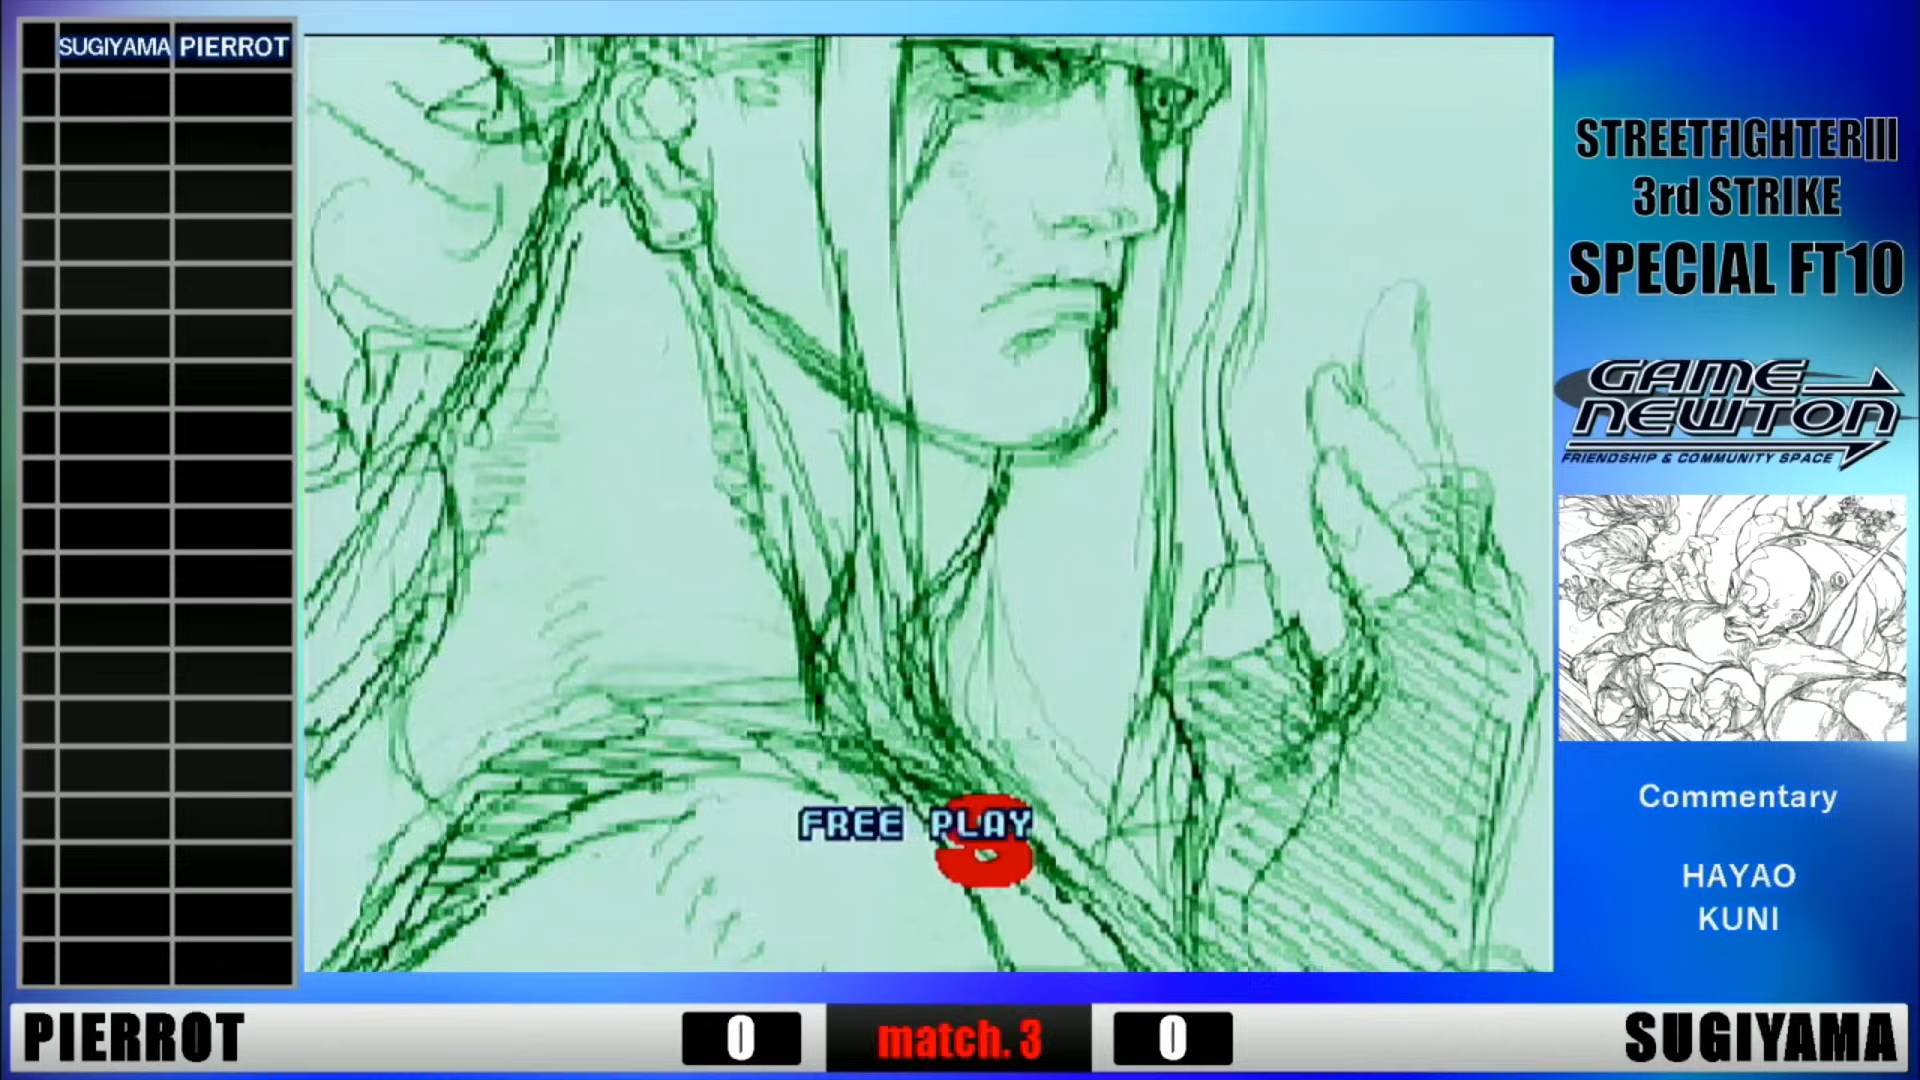 SUGIYAMA PIERROT
STREETFIGHTERIII
3rd STRIKE
SPECIAL FT10
GAME
NEWTON
FRIENDSHIP & COMMUNITY SPACE
FREE PLAY
9
Commentary
HAYAO
KUNI
PIERROT 0 match. 3 0 SUGIYAMA